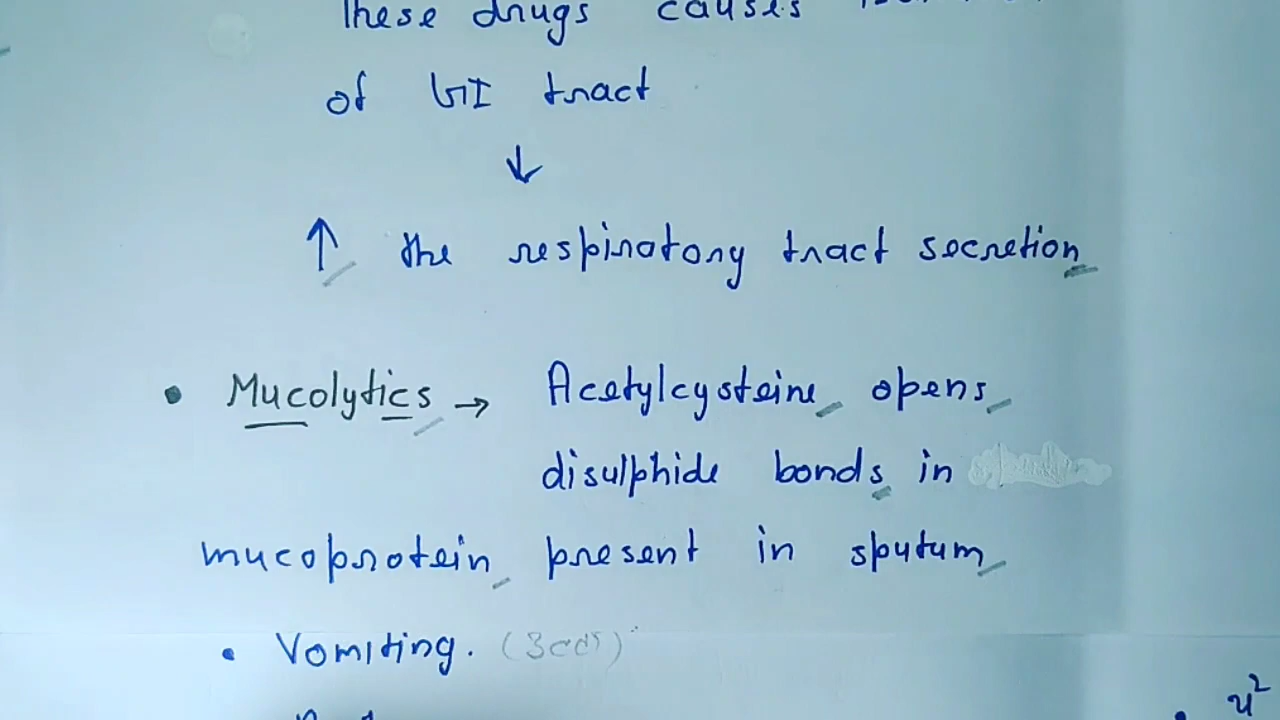 These drugs causes
of GI tract
↓
↑ the respiratory tract secretion
• Mucolytics → Acetylcysteine opens
disulphide bonds in
mucoprotein present in sputum
• Vomiting.